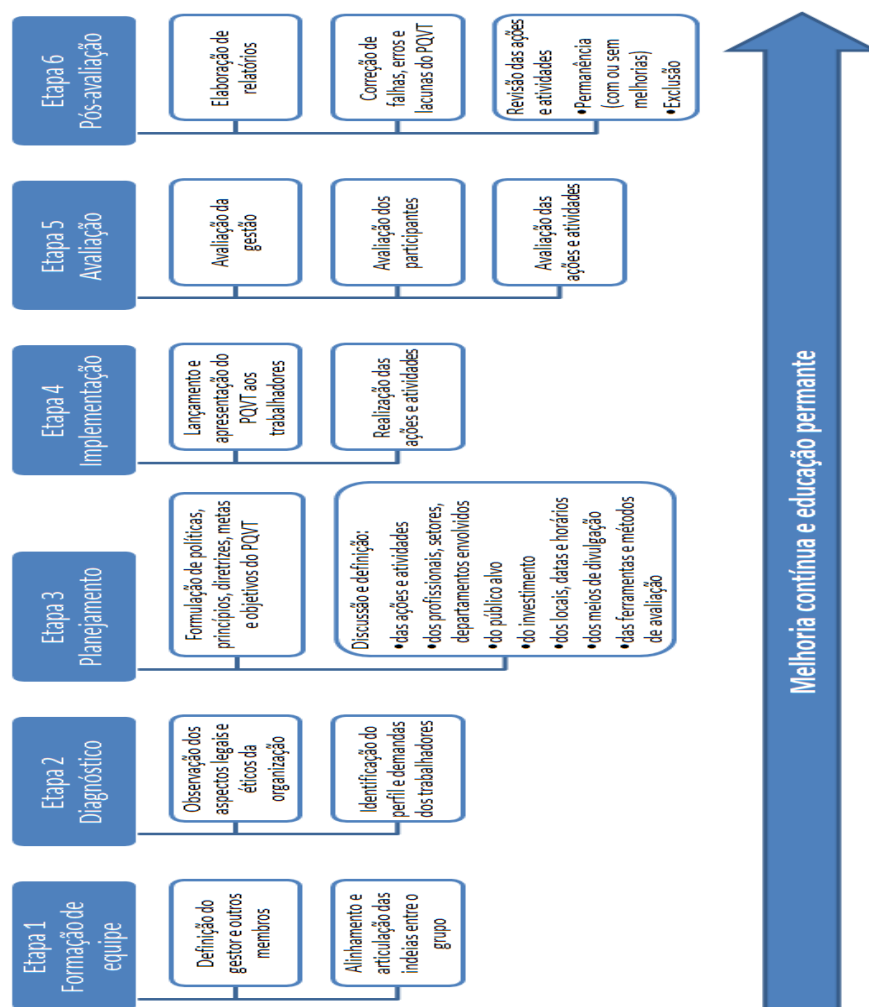 Etapa 1
Formação de
equipe
Definição do
gestor e outros
membros
Alinhamento e
articulação das
indeias entre o
grupo
Etapa 2
Diagnóstico
Observação dos
aspectos legais e
éticos da
organização
Identificação do
perfil e demandas
dos trabalhadores
Etapa 3
Planejamento
Formulação de políticas,
princípios, diretrizes, metas
e objetivos do PQVT
Discussão e definição:
•das ações e atividades
•dos profissionais, setores,
departamentos envolvidos
•do público alvo
•do investimento
•dos locais, datas e horários
•dos meios de divulgação
•das ferramentas e métodos
de avaliação
Etapa 4
Implementação
Lançamento e
apresentação do
PQVT aos
trabalhadores
Realização das
ações e atividades
Etapa 5
Avaliação
Avaliação da
gestão
Avaliação dos
participantes
Avaliação das
ações e atividades
Etapa 6
Pós-avaliação
Elaboração de
relatórios
Correção de
falhas, erros e
lacunas do PQVT
Revisão das ações
e atividades
•Permanência
(com ou sem
melhorias)
•Exclusão
Melhoria contínua e educação permante